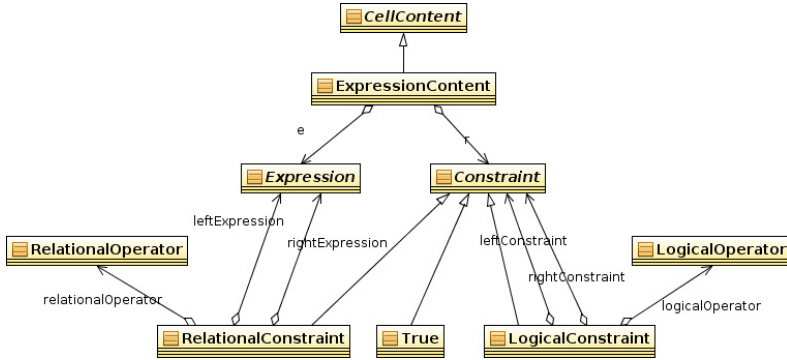 CellContent
ExpressionContent
e
r
Expression
Constraint
leftExpression
rightExpression
leftConstraint
RelationalOperator
LogicalOperator
rightConstraint
relationalOperator
logicalOperator
RelationalConstraint
True
LogicalConstraint